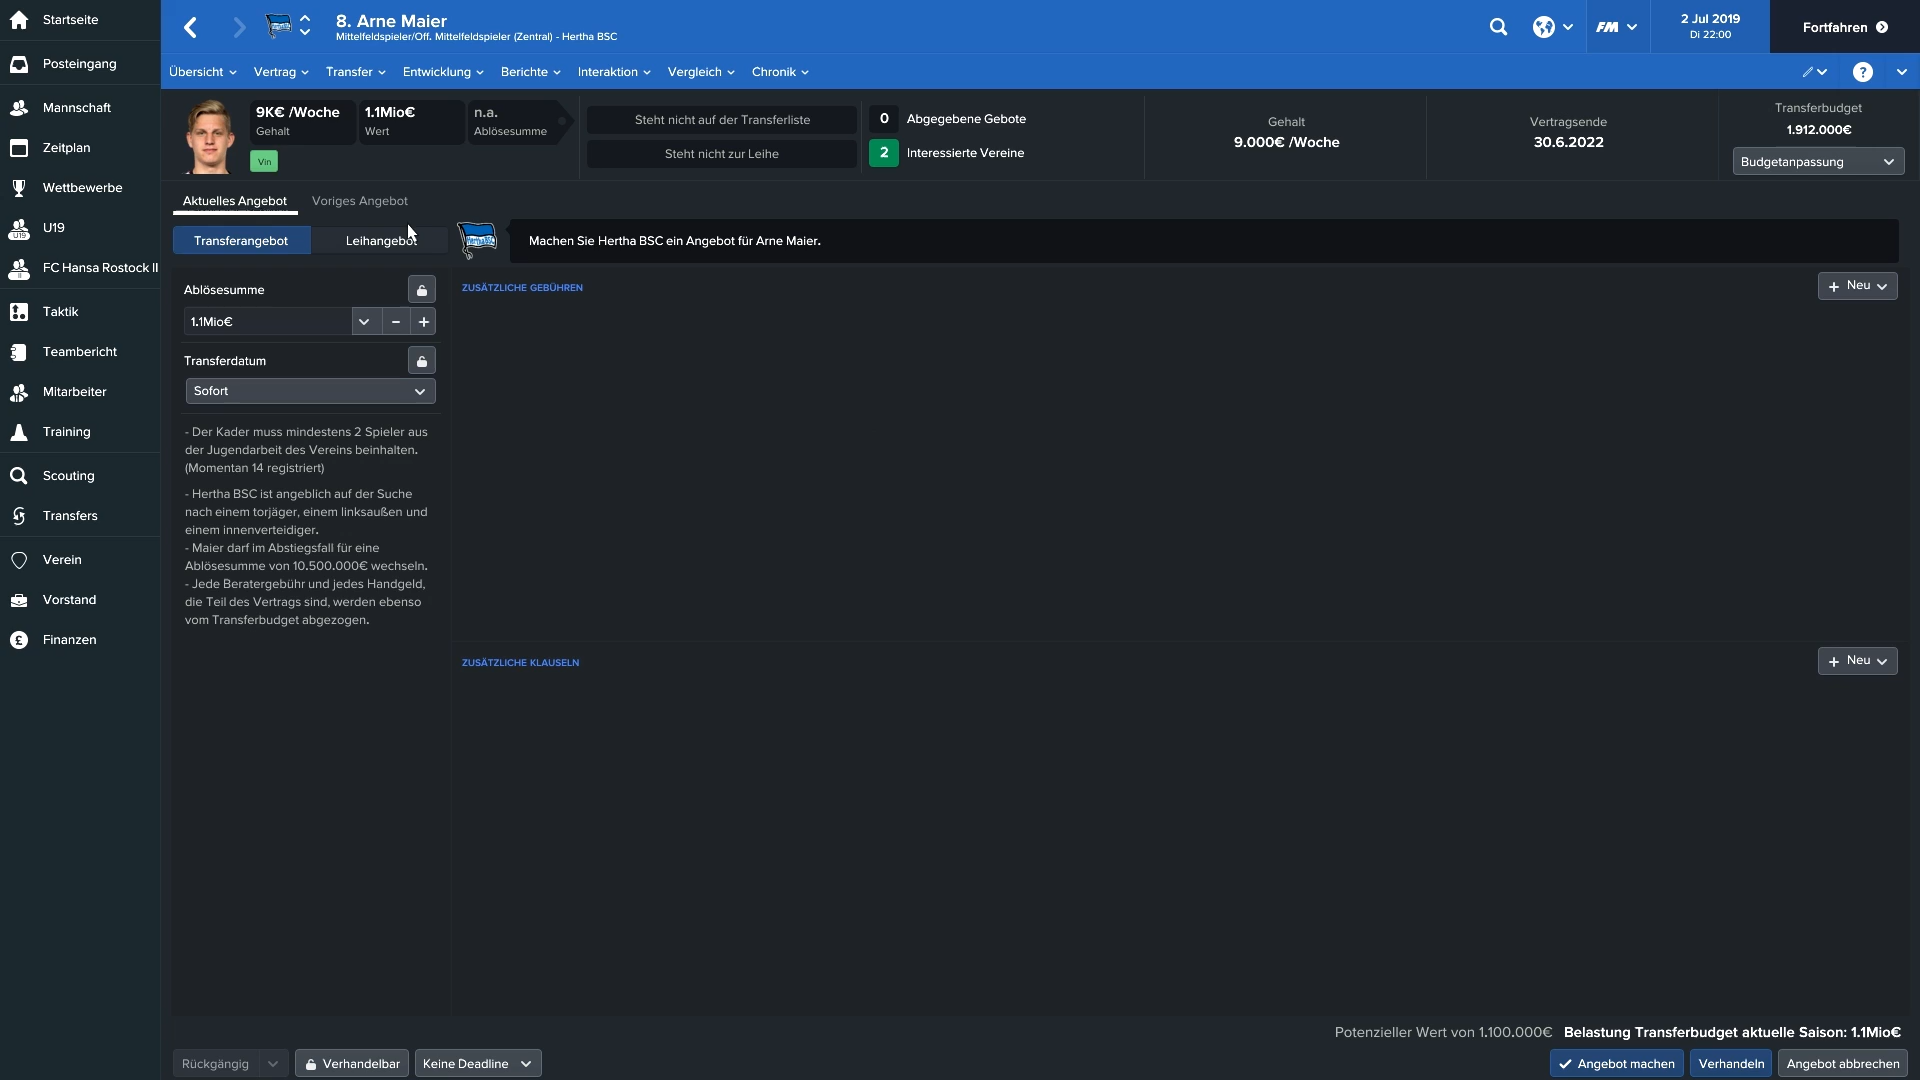 Startseite
Posteingang
Mannschaft
Zeitplan
Wettbewerbe
U19
FC Hansa Rostock II
Taktik
Teambericht
Mitarbeiter
Training
Scouting
Transfers
Verein
Vorstand
Finanzen
8. Arne Maier
Mittelfeldspieler/Off. Mittelfeldspieler (Zentral) - Hertha BSC
FM
2 Jul 2019
Di 22:00
Fortfahren
Übersicht Vertrag Transfer Entwicklung Berichte Interaktion Vergleich Chronik
?
9K€ /Woche
Gehalt
1.1Mio€
Wert
n.a.
Ablösesumme
Vin
Steht nicht auf der Transferliste
Steht nicht zur Leihe
0 Abgegebene Gebote
2 Interessierte Vereine
Gehalt
9.000€ /Woche
Vertragsende
30.6.2022
Transferbudget
1.912.000€
Budgetanpassung
Aktuelles Angebot Voriges Angebot
Transferangebot Leihangebot
Machen Sie Hertha BSC ein Angebot für Arne Maier.
Ablösesumme
1.1Mio€
Transferdatum
Sofort
- Der Kader muss mindestens 2 Spieler aus
der Jugendarbeit des Vereins beinhalten.
(Momentan 14 registriert)
- Hertha BSC ist angeblich auf der Suche
nach einem torjäger, einem linksaußen und
einem innenverteidiger.
- Maier darf im Abstiegsfall für eine
Ablösesumme von 10.500.000€ wechseln.
- Jede Beratergebühr und jedes Handgeld,
die Teil des Vertrags sind, werden ebenso
vom Transferbudget abgezogen.
ZUSÄTZLICHE GEBÜHREN
+ Neu
ZUSÄTZLICHE KLAUSELN
+ Neu
Potenzieller Wert von 1.100.000€ Belastung Transferbudget aktuelle Saison: 1.1Mio€
Rückgängig Verhandelbar Keine Deadline Angebot machen Verhandeln Angebot abbrechen